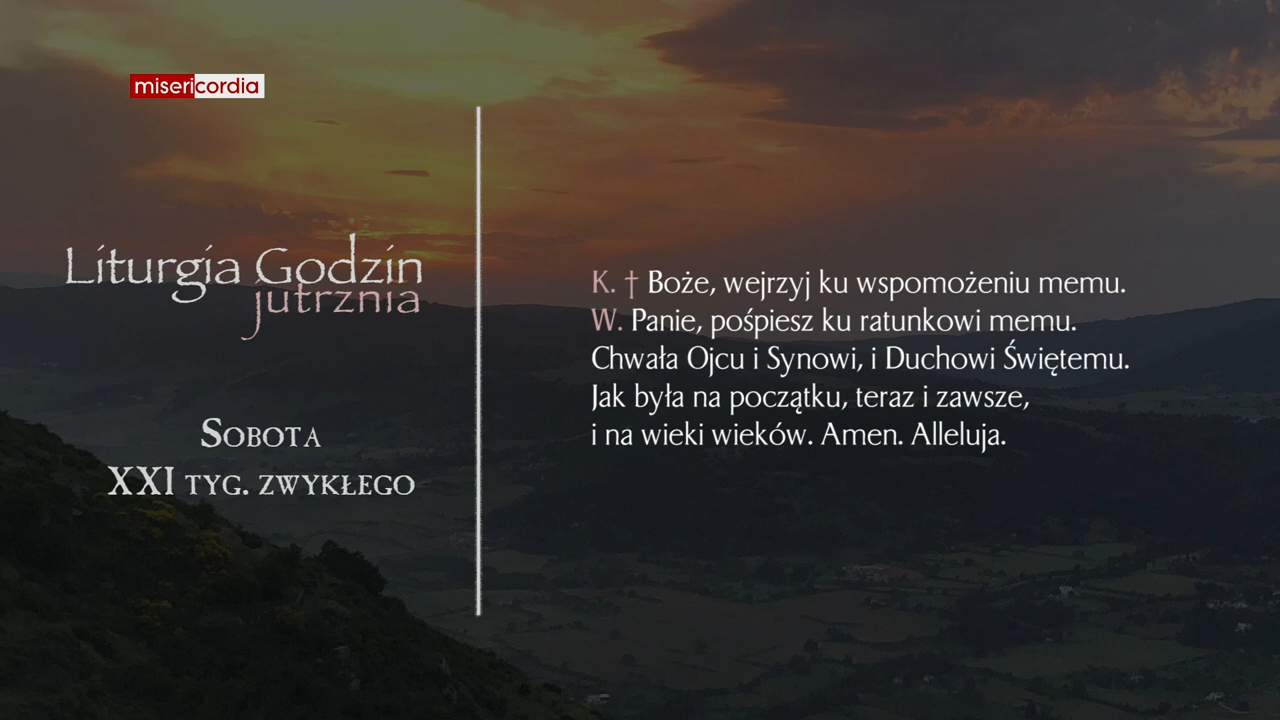 misericordia
Liturgia Godzin
jutrznia
Sobota
XXI tyg. zwykłego
K. † Boże, wejrzyj ku wspomożeniu memu.
W. Panie, pośpiesz ku ratunkowi memu.
Chwała Ojcu i Synowi, i Duchowi Świętemu.
Jak była na początku, teraz i zawsze,
i na wieki wieków. Amen. Alleluja.